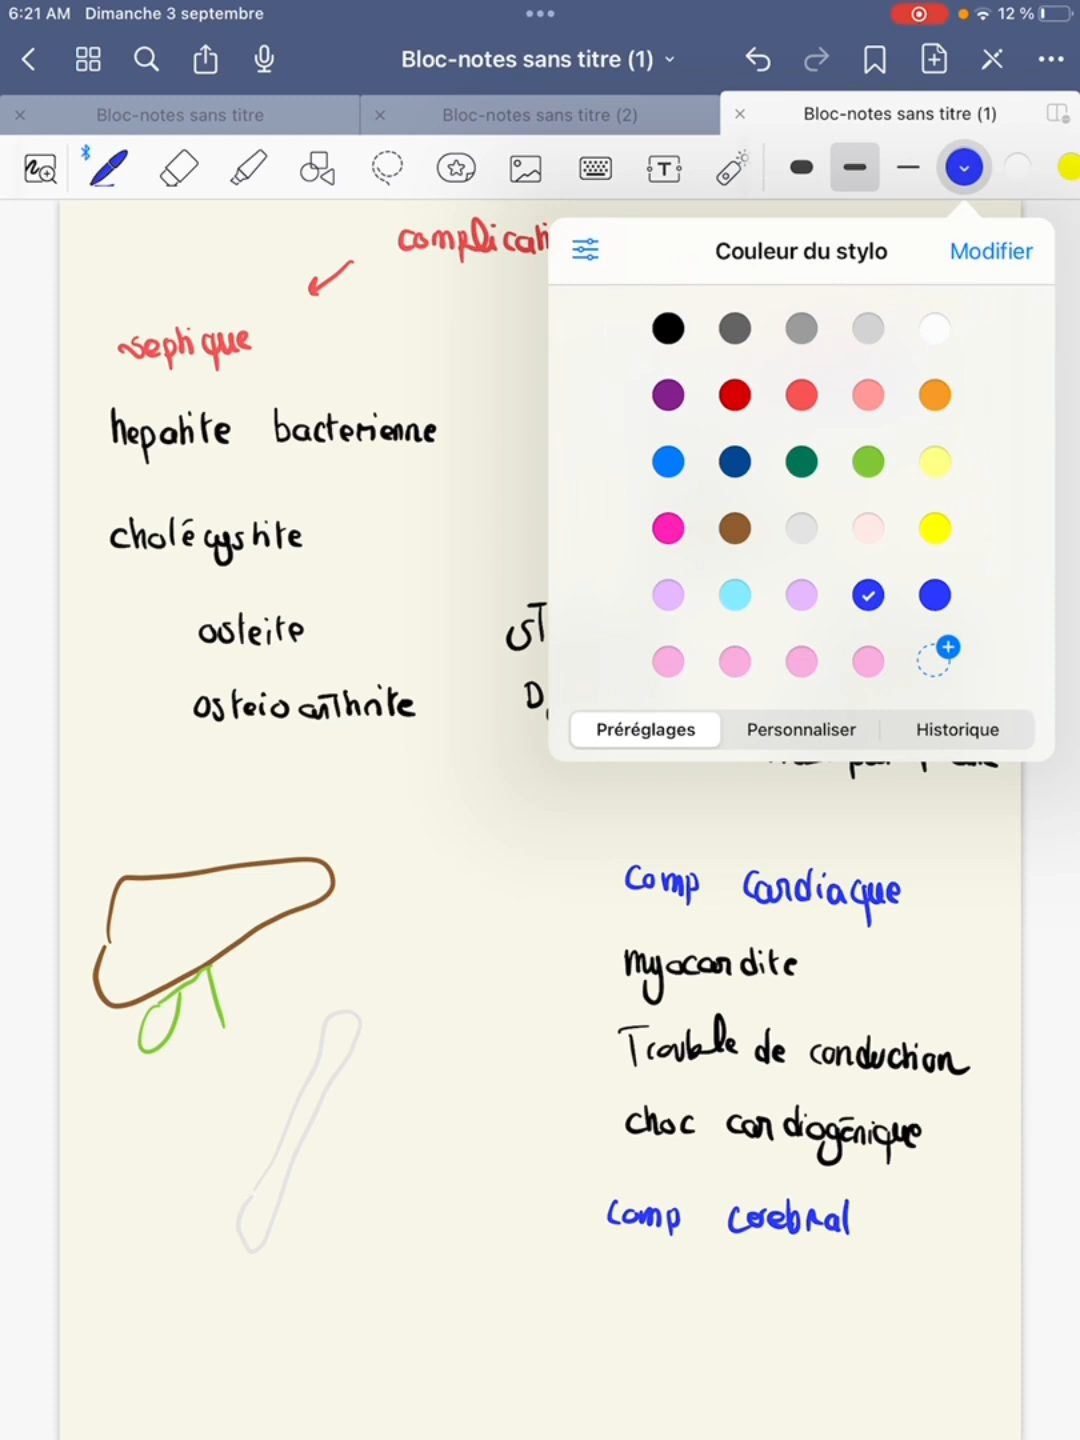 6:21 AM Dimanche 3 septembre
12 %
Bloc-notes sans titre (1)
Bloc-notes sans titre
Bloc-notes sans titre (2)
Bloc-notes sans titre (1)
T
complicati
Couleur du stylo
Modifier
septique
hepatite bacterienne
cholécystite
osteite
osteio arthrite
Préréglages
Personnaliser
Historique
Comp Cardiaque
myocardite
Trouble de conduction
choc cardiogénique
Comp cerebral